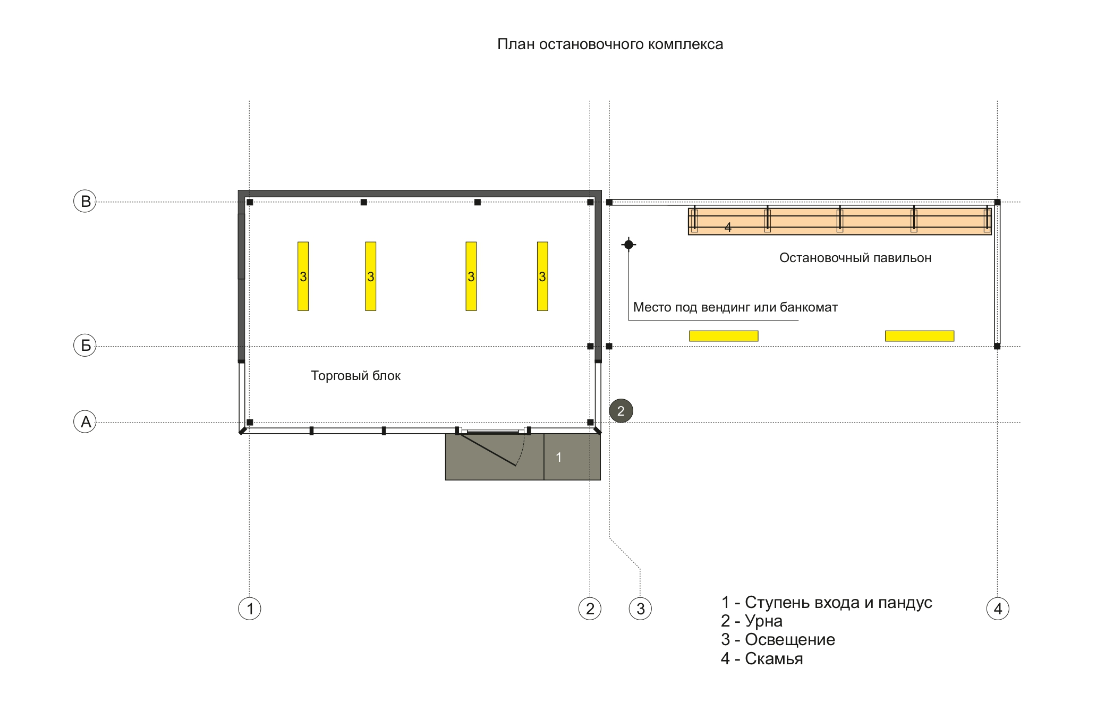 План остановочного комплекса
В
4
3 3 3 3
Остановочный павильон
Место под вендинг или банкомат
Б
Торговый блок
2
А
1
1 2 3 4
1 - Ступень входа и пандус
2 - Урна
3 - Освещение
4 - Скамья